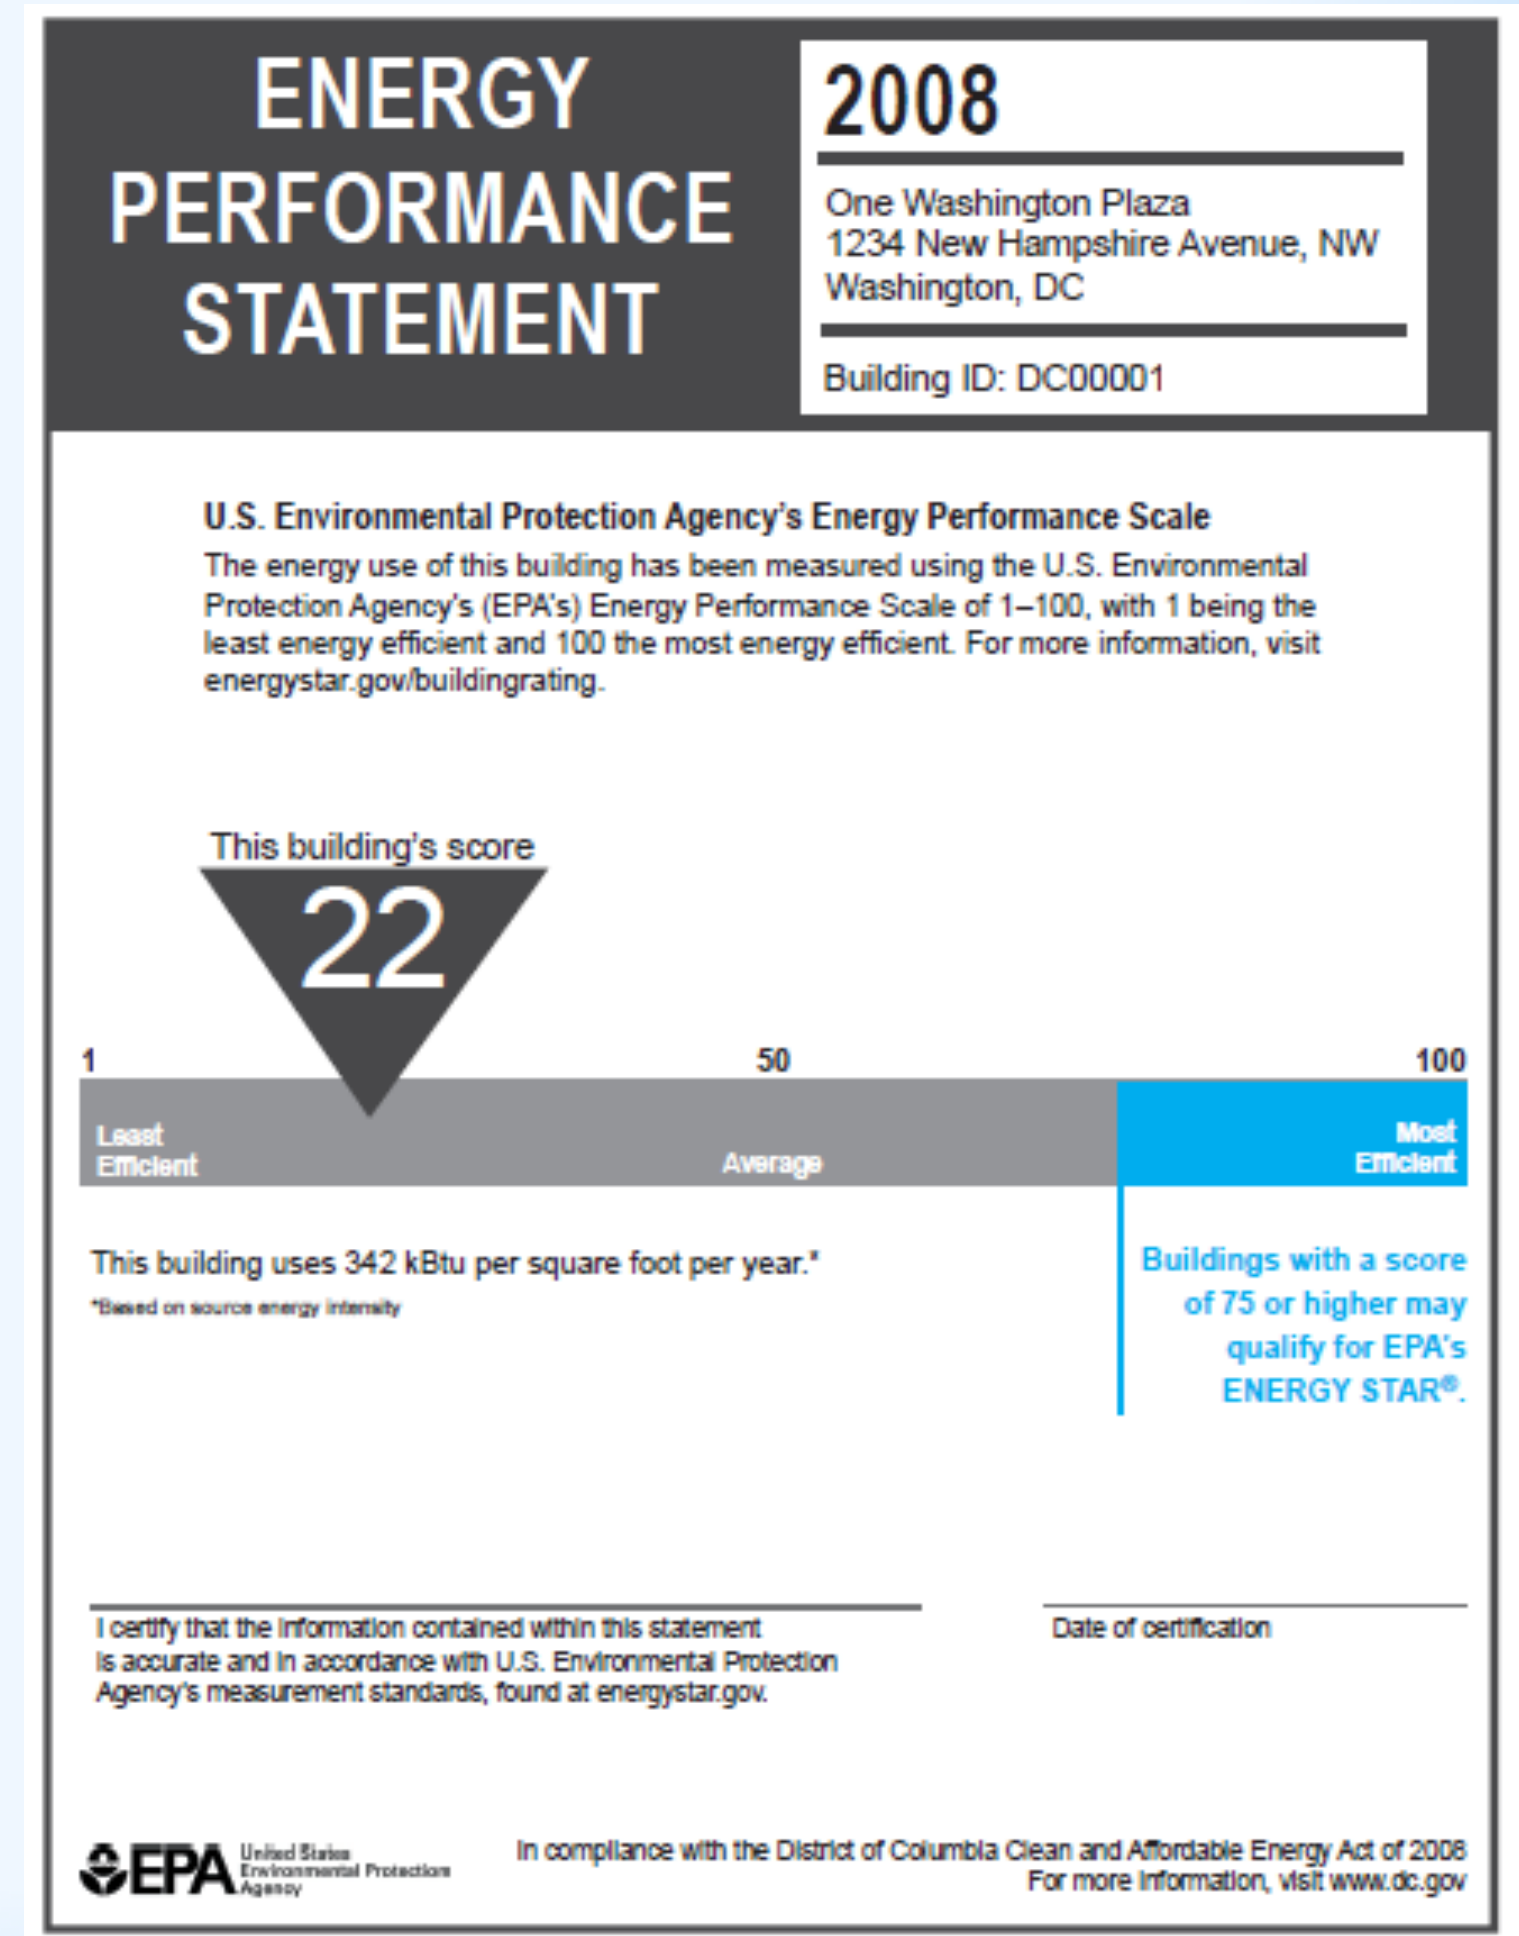 ENERGY
PERFORMANCE
STATEMENT
2008
One Washington Plaza
1234 New Hampshire Avenue, NW
Washington, DC
Building ID: DC00001
U.S. Environmental Protection Agency's Energy Performance Scale
The energy use of this building has been measured using the U.S. Environmental
Protection Agency's (EPA's) Energy Performance Scale of 1–100, with 1 being the
least energy efficient and 100 the most energy efficient. For more information, visit
energystar.gov/buildingrating.
This building's score
22
1
50
100
Least
Efficient
Average
Most
Efficient
This building uses 342 kBtu per square foot per year.*
*Based on source energy intensity
Buildings with a score
of 75 or higher may
qualify for EPA's
ENERGY STAR®.
I certify that the information contained within this statement
is accurate and in accordance with U.S. Environmental Protection
Agency's measurement standards, found at energystar.gov.
Date of certification
EPA
United States
Environmental Protection
Agency
In compliance with the District of Columbia Clean and Affordable Energy Act of 2008
For more information, visit www.dc.gov